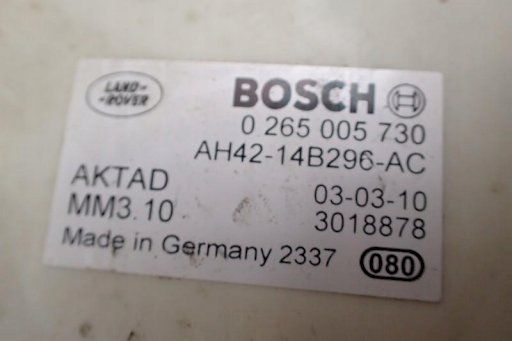 LAND-
-ROVER
BOSCH
0 265 005 730
AH42-14B296-AC
AKTAD 03-03-10
MM3.10 3018878
Made in Germany 2337 080